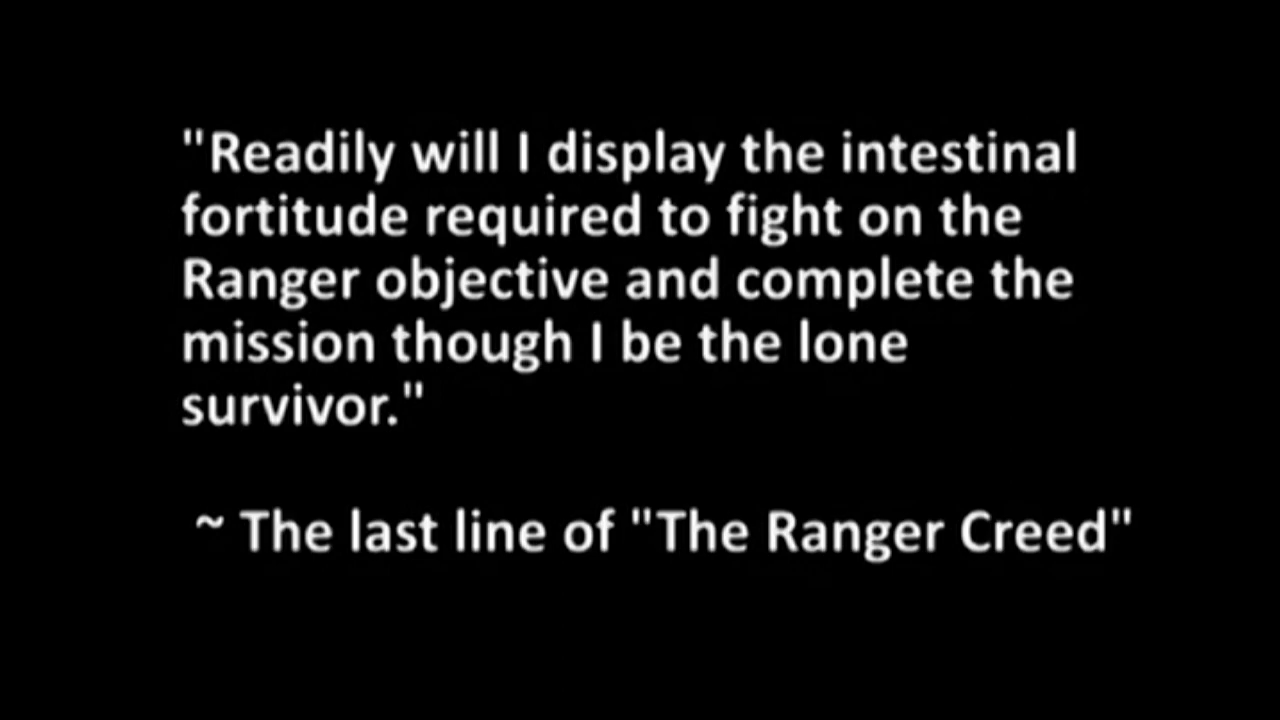 "Readily will I display the intestinal
fortitude required to fight on the
Ranger objective and complete the
mission though I be the lone
survivor."
~ The last line of "The Ranger Creed"